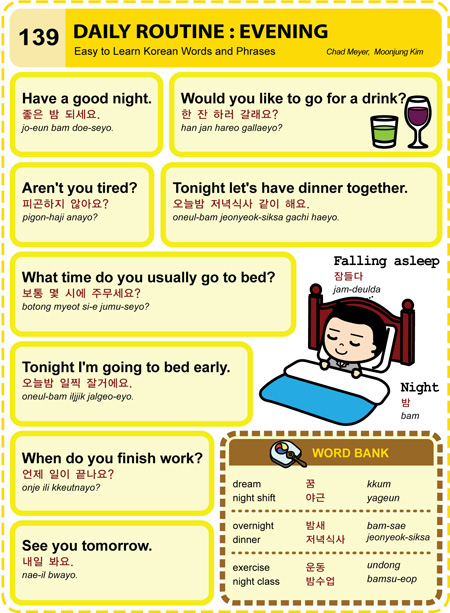 139
DAILY ROUTINE : EVENING
Easy to Learn Korean Words and Phrases
Chad Meyer, Moonjung Kim
Have a good night.
좋은 밤 되세요.
jo-eun bam doe-seyo.
Would you like to go for a drink?
한 잔 하러 갈래요?
han jan hareo gallaeyo?
Aren't you tired?
피곤하지 않아요?
pigon-haji anayo?
Tonight let's have dinner together.
오늘밤 저녁식사 같이 해요.
oneul-bam jeonyeok-siksa gachi haeyo.
What time do you usually go to bed?
보통 몇 시에 주무세요?
botong myeot si-e jumu-seyo?
Falling asleep
잠들다
jam-deulda
Tonight I'm going to bed early.
오늘밤 일찍 잘거에요.
oneul-bam iljjik jalgeo-eyo.
Night
밤
bam
When do you finish work?
언제 일이 끝나요?
onje ili kkeutnayo?
See you tomorrow.
내일 봐요.
nae-il bwayo.
WORD BANK
dream 꿈 kkum
night shift 야근 yageun
overnight 밤새 bam-sae
dinner 저녁식사 jeonyeok-siksa
exercise 운동 undong
night class 밤수업 bamsu-eop